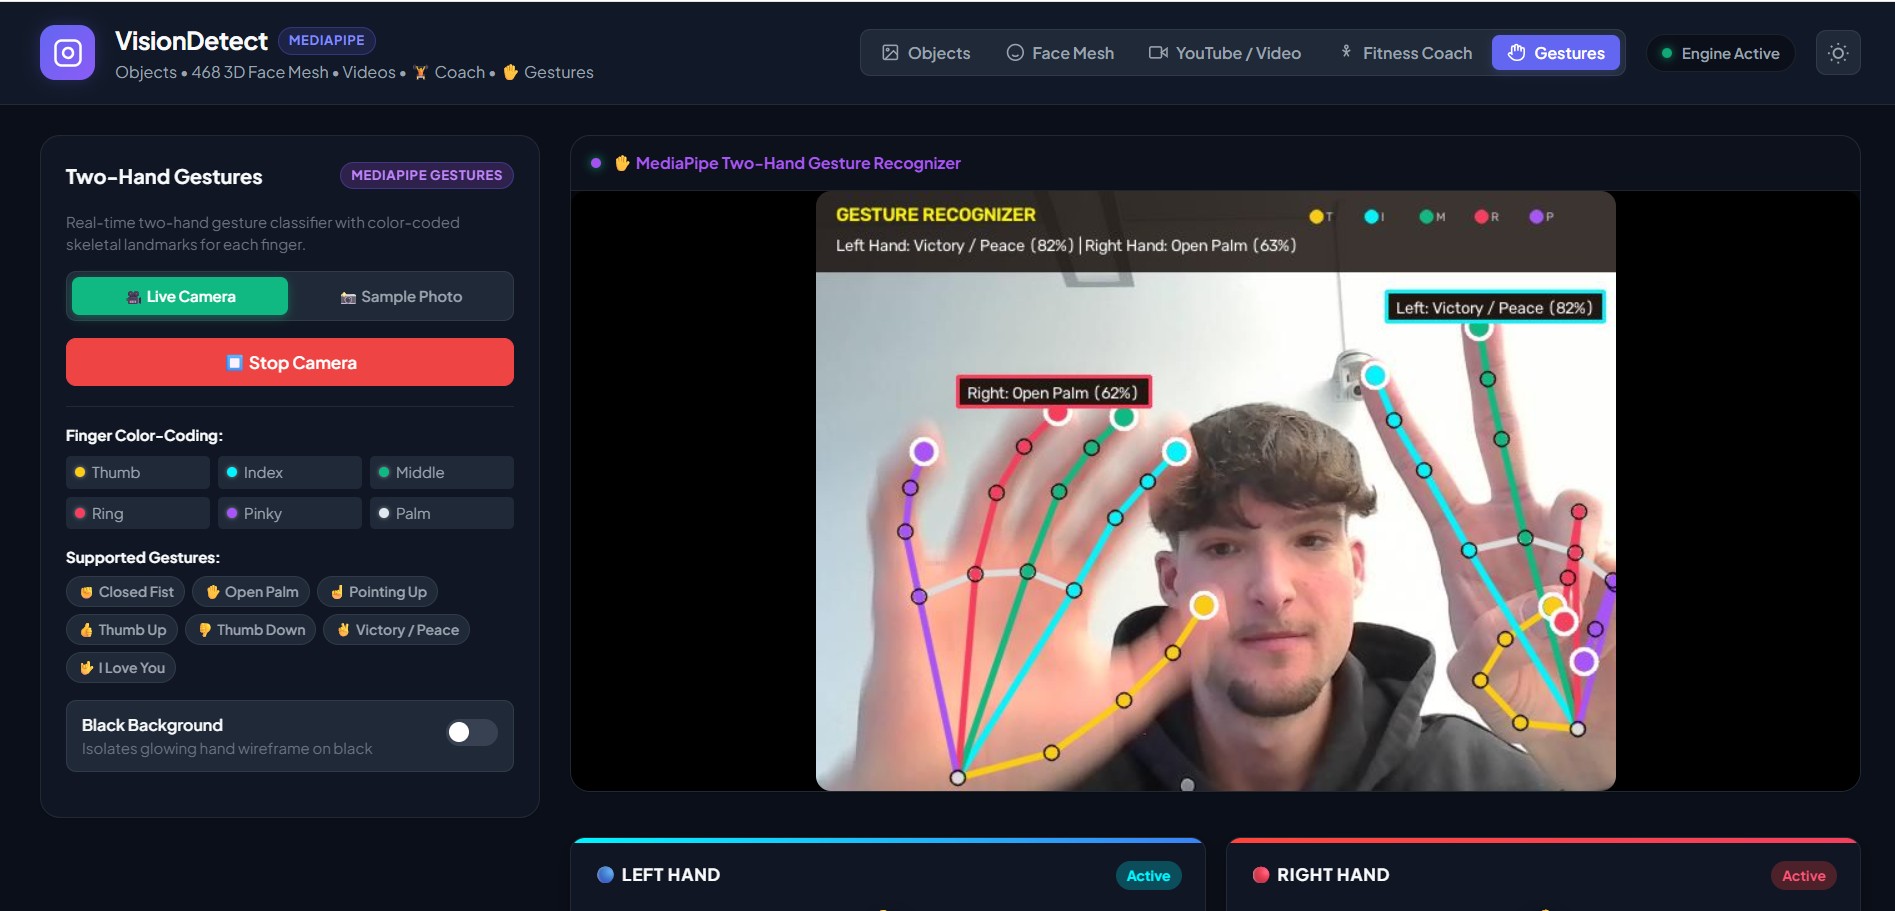 VisionDetect MEDIAPIPE
Objects • 468 3D Face Mesh • Videos • 🏋 Coach • ✋ Gestures
Objects
Face Mesh
YouTube / Video
Fitness Coach
Gestures
Engine Active
Two-Hand Gestures
MEDIAPIPE GESTURES
Real-time two-hand gesture classifier with color-coded
skeletal landmarks for each finger.
Live Camera
Sample Photo
Stop Camera
Finger Color-Coding:
Thumb
Index
Middle
Ring
Pinky
Palm
Supported Gestures:
✊ Closed Fist
✋ Open Palm
☝ Pointing Up
👍 Thumb Up
👎 Thumb Down
✌ Victory / Peace
🤟 I Love You
Black Background
Isolates glowing hand wireframe on black
✋ MediaPipe Two-Hand Gesture Recognizer
GESTURE RECOGNIZER
T I M R P
Left Hand: Victory / Peace (82%) | Right Hand: Open Palm (63%)
Left: Victory / Peace (82%)
Right: Open Palm (62%)
LEFT HAND
Active
RIGHT HAND
Active